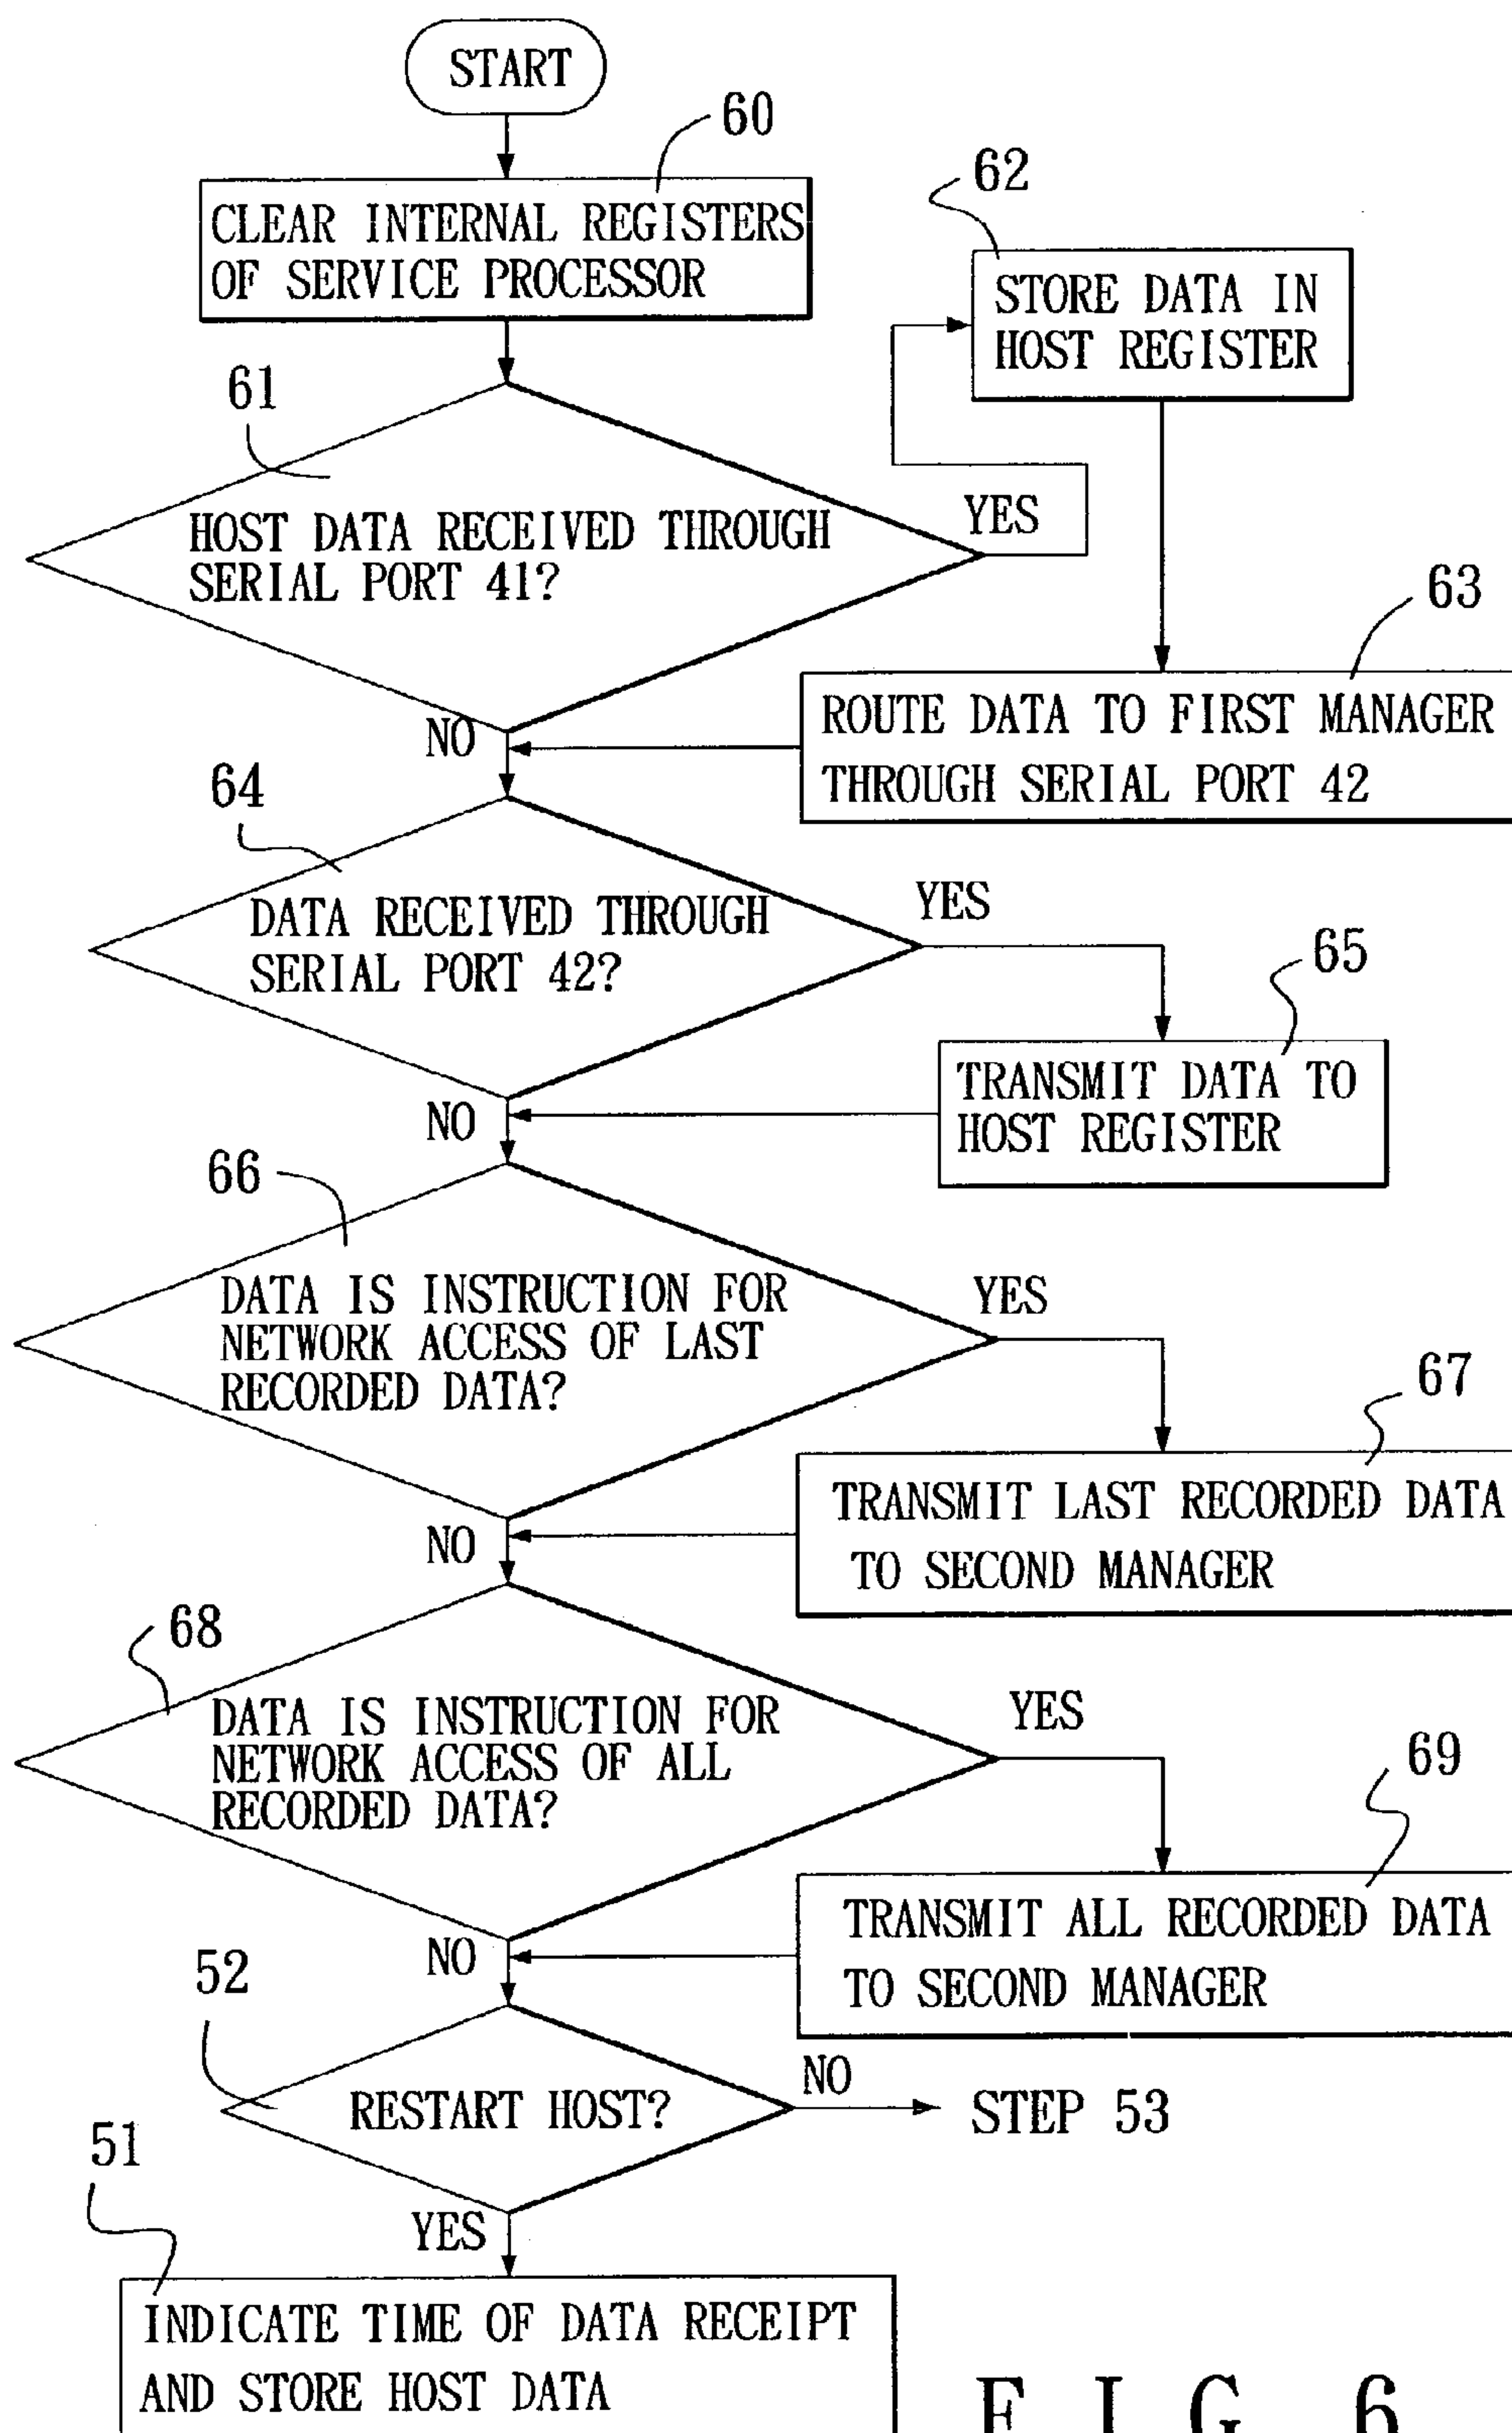 START
60
CLEAR INTERNAL REGISTERS
OF SERVICE PROCESSOR
62
STORE DATA IN
HOST REGISTER
61
HOST DATA RECEIVED THROUGH
SERIAL PORT 41?
YES
NO
63
ROUTE DATA TO FIRST MANAGER
THROUGH SERIAL PORT 42
64
DATA RECEIVED THROUGH
SERIAL PORT 42?
YES
NO
65
TRANSMIT DATA TO
HOST REGISTER
66
DATA IS INSTRUCTION FOR
NETWORK ACCESS OF LAST
RECORDED DATA?
YES
NO
67
TRANSMIT LAST RECORDED DATA
TO SECOND MANAGER
68
DATA IS INSTRUCTION FOR
NETWORK ACCESS OF ALL
RECORDED DATA?
YES
NO
69
TRANSMIT ALL RECORDED DATA
TO SECOND MANAGER
52
RESTART HOST?
NO
STEP 53
YES
51
INDICATE TIME OF DATA RECEIPT
AND STORE HOST DATA
FIG 6